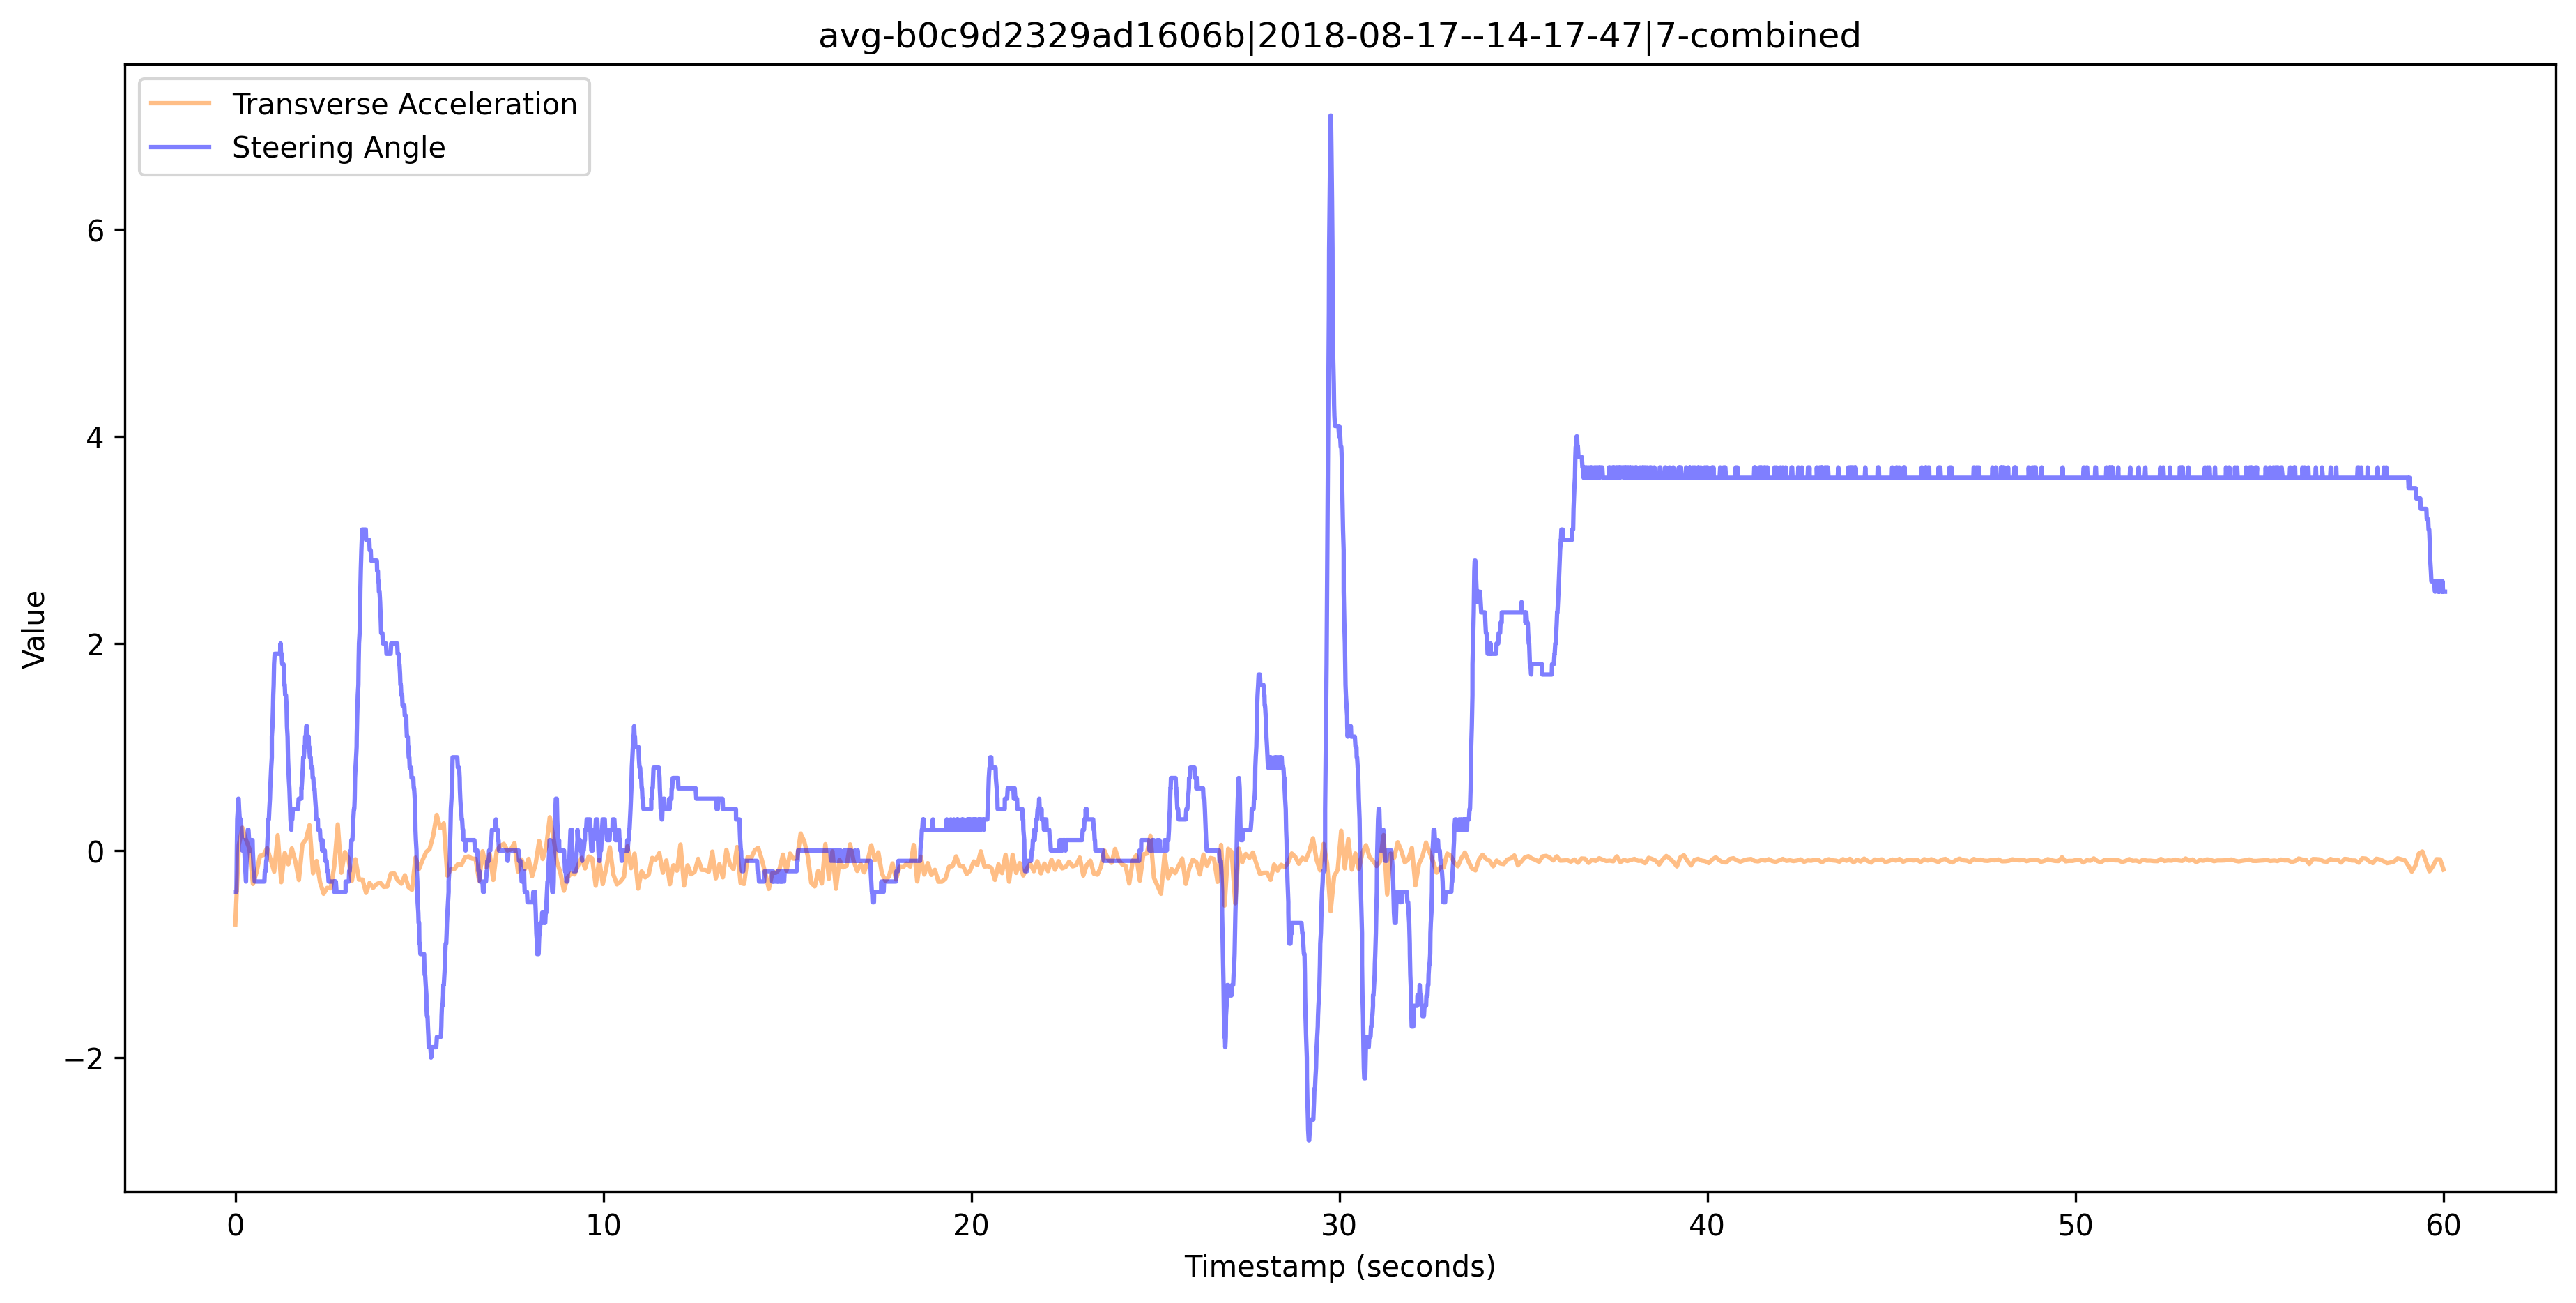 avg-b0c9d2329ad1606b|2018-08-17--14-17-47|7-combined
Transverse Acceleration
Steering Angle
Value
6
4
2
0
−2
0 10 20 30 40 50 60
Timestamp (seconds)